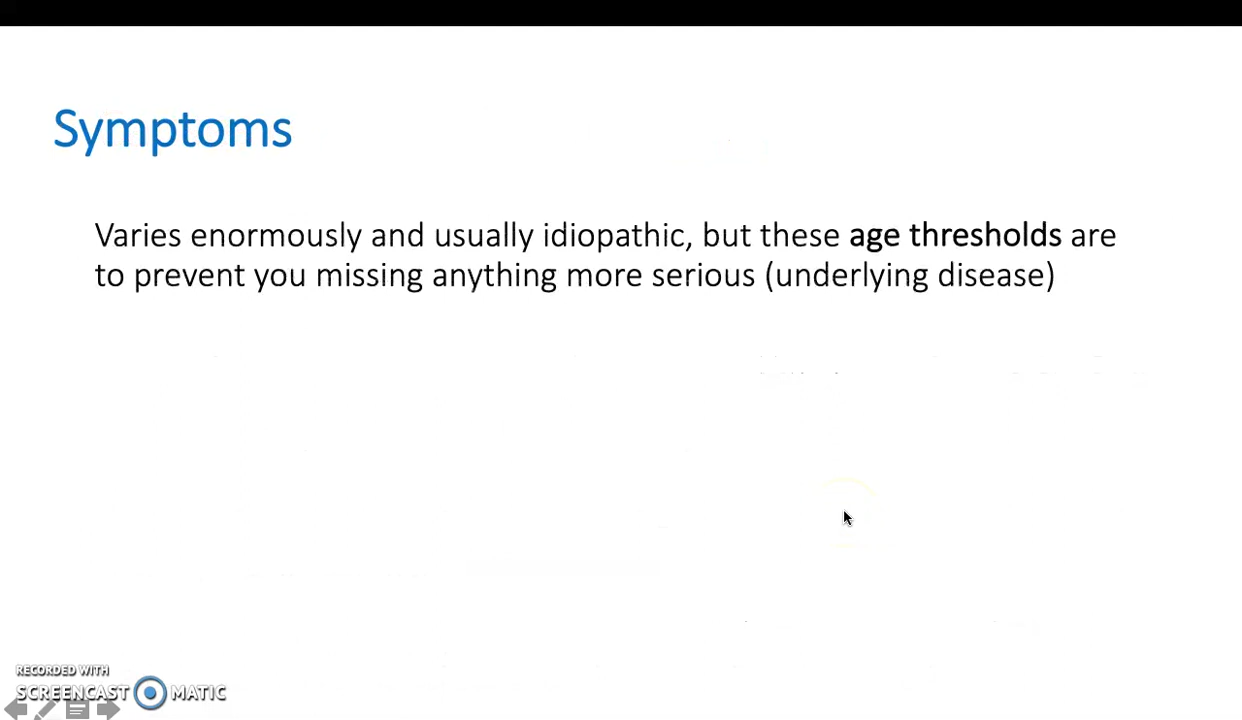 Symptoms
Varies enormously and usually idiopathic, but these age thresholds are
to prevent you missing anything more serious (underlying disease)
RECORDED WITH
SCREENCAST MATIC